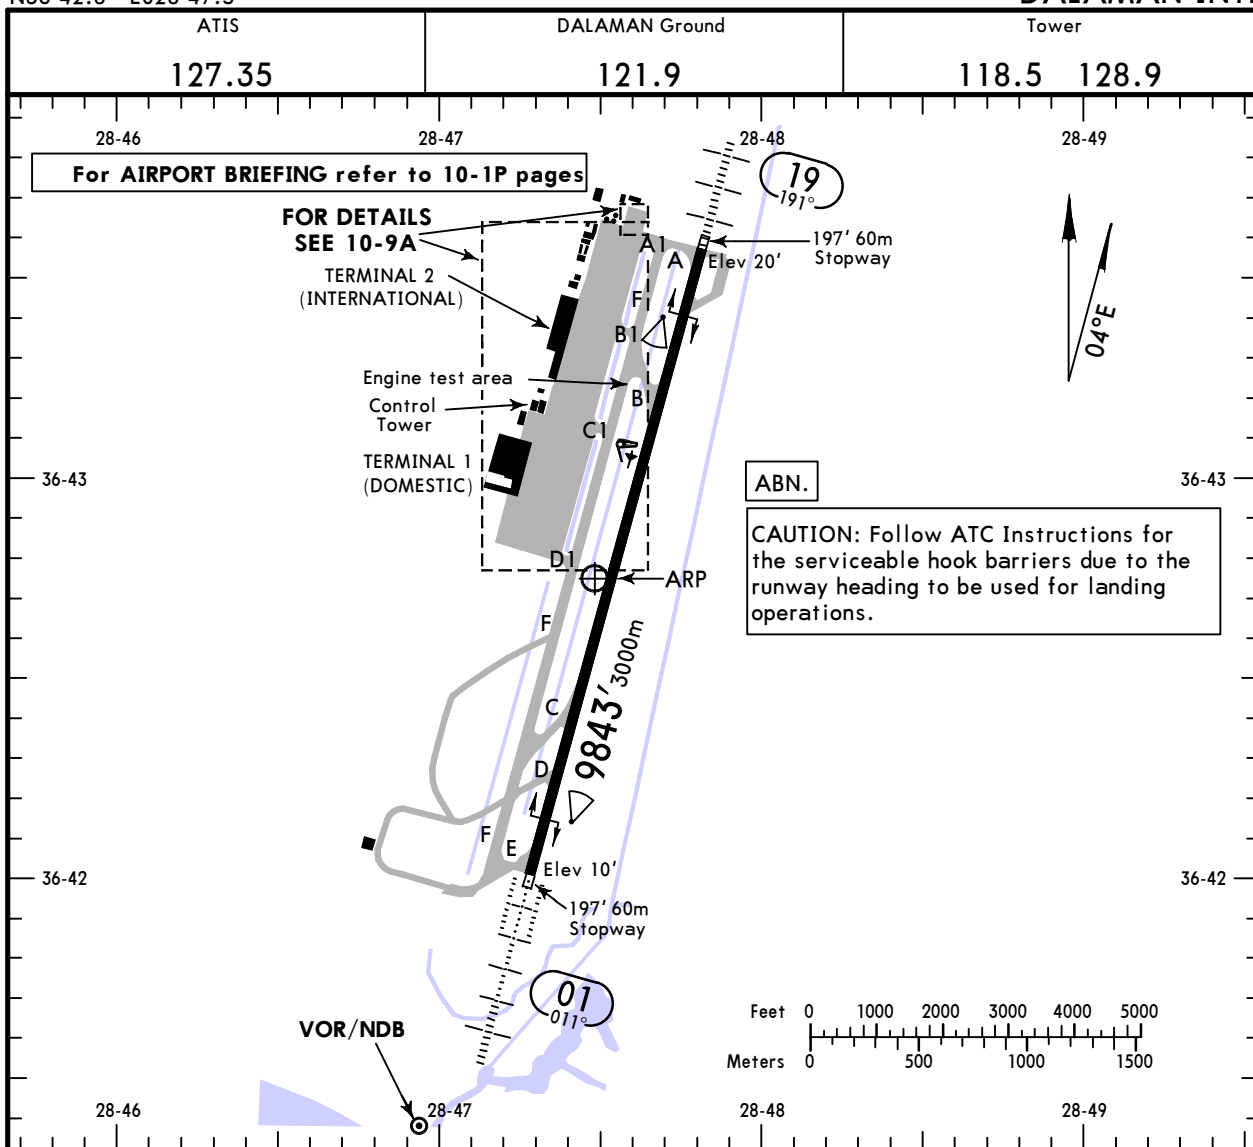 ATIS
DALAMAN Ground
Tower
127.35
121.9
118.5 128.9
28-46
28-47
28-48
28-49
For AIRPORT BRIEFING refer to 10-1P pages
19
191°
FOR DETAILS
SEE 10-9A
TERMINAL 2
(INTERNATIONAL)
A1
A
Elev 20'
197' 60m
Stopway
F
B1
04°E
Engine test area
B
Control
Tower
C1
TERMINAL 1
(DOMESTIC)
36-43
36-43
ABN.
CAUTION: Follow ATC Instructions for
the serviceable hook barriers due to the
runway heading to be used for landing
operations.
D1
ARP
F
9843' 3000m
C
D
F
E
Elev 10'
36-42
36-42
197' 60m
Stopway
01
011°
VOR/NDB
Feet 0 1000 2000 3000 4000 5000
Meters 0 500 1000 1500
28-46
28-47
28-48
28-49